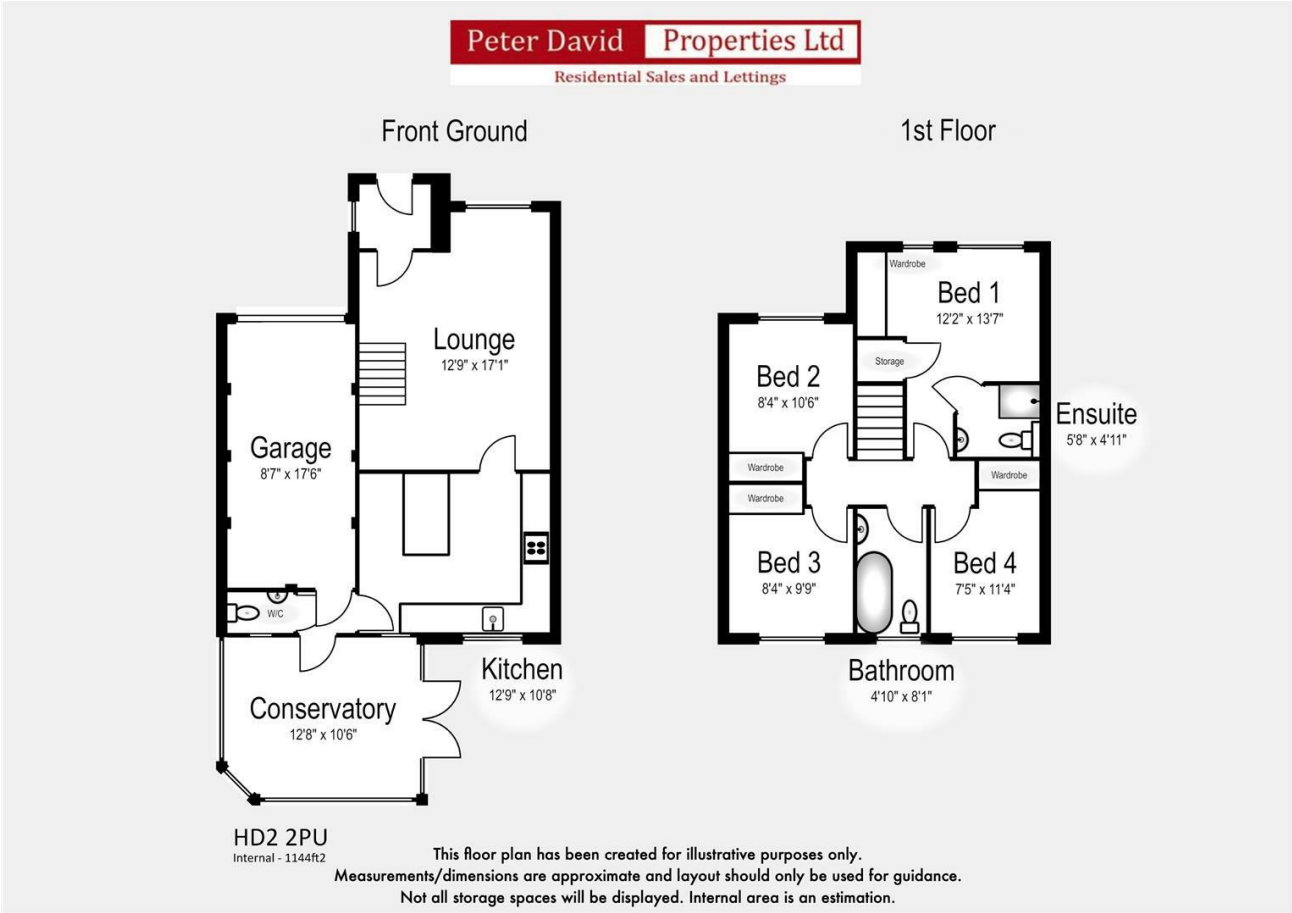 Peter David Properties Ltd
Residential Sales and Lettings
Front Ground
1st Floor
Lounge
12'9" x 17'1"
Garage
8'7" x 17'6"
W/C
Kitchen
12'9" x 10'8"
Conservatory
12'8" x 10'6"
Wardrobe
Bed 1
12'2" x 13'7"
Storage
Bed 2
8'4" x 10'6"
Ensuite
5'8" x 4'11"
Wardrobe
Wardrobe
Wardrobe
Bed 3
8'4" x 9'9"
Bed 4
7'5" x 11'4"
Bathroom
4'10" x 8'1"
HD2 2PU
Internal - 1144ft2
This floor plan has been created for illustrative purposes only.
Measurements/dimensions are approximate and layout should only be used for guidance.
Not all storage spaces will be displayed. Internal area is an estimation.